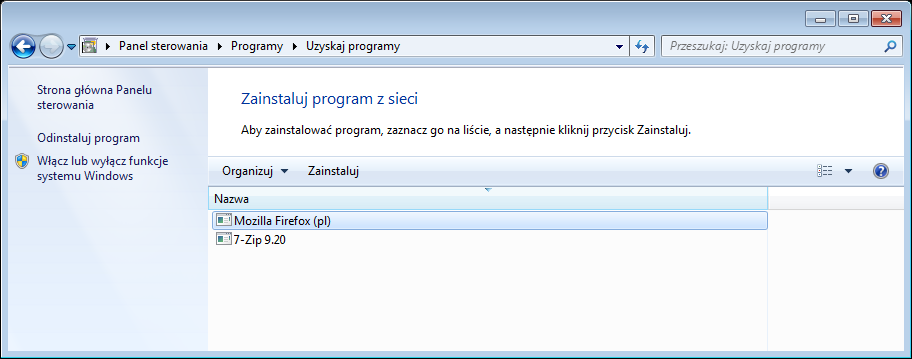 Panel sterowania Programy Uzyskaj programy
Przeszukaj: Uzyskaj programy
Strona główna Panelu
sterowania
Odinstaluj program
Włącz lub wyłącz funkcje
systemu Windows
Zainstaluj program z sieci
Aby zainstalować program, zaznacz go na liście, a następnie kliknij przycisk Zainstaluj.
Organizuj Zainstaluj
Nazwa
Mozilla Firefox (pl)
7-Zip 9.20